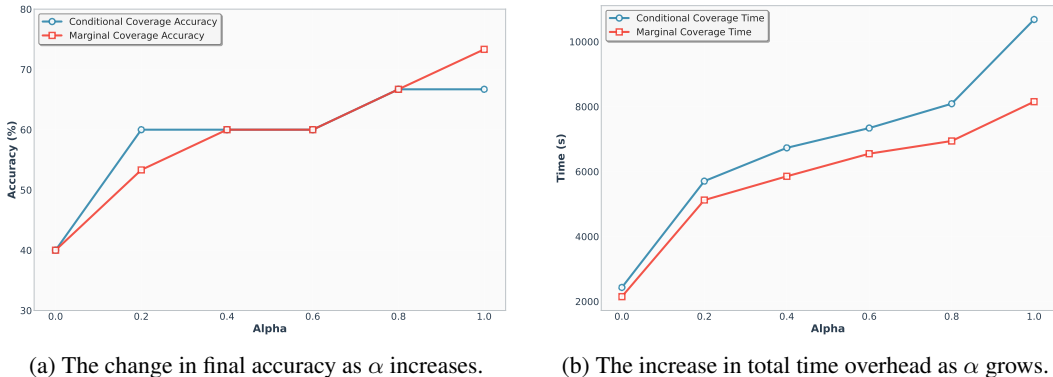 80
70
60
50
40
30
Accuracy (%)
Conditional Coverage Accuracy
Marginal Coverage Accuracy
0.0 0.2 0.4 0.6 0.8 1.0
Alpha
(a) The change in final accuracy as α increases.
10000
8000
6000
4000
2000
Time (s)
Conditional Coverage Time
Marginal Coverage Time
0.0 0.2 0.4 0.6 0.8 1.0
Alpha
(b) The increase in total time overhead as α grows.